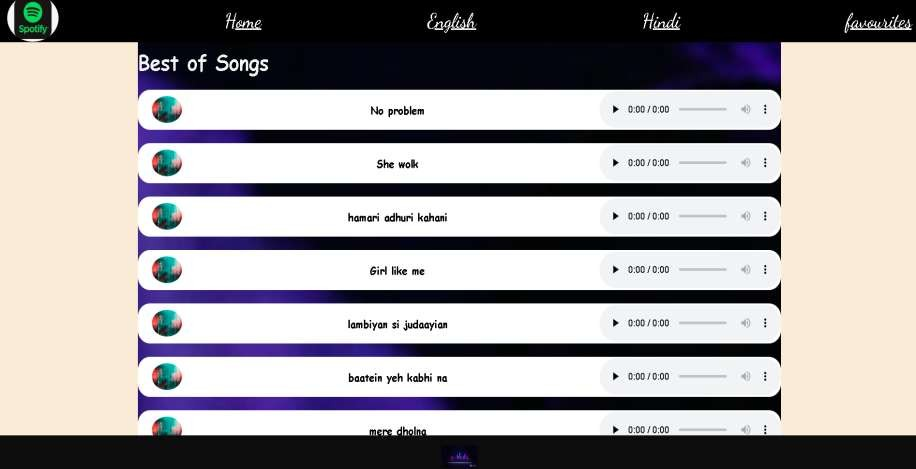 Spotify
Home English Hindi favourites
Best of Songs
No problem 0:00 / 0:00
She wolk 0:00 / 0:00
hamari adhuri kahani 0:00 / 0:00
Girl like me 0:00 / 0:00
lambiyan si judaayian 0:00 / 0:00
baatein yeh kabhi na 0:00 / 0:00
mere dholna 0:00 / 0:00